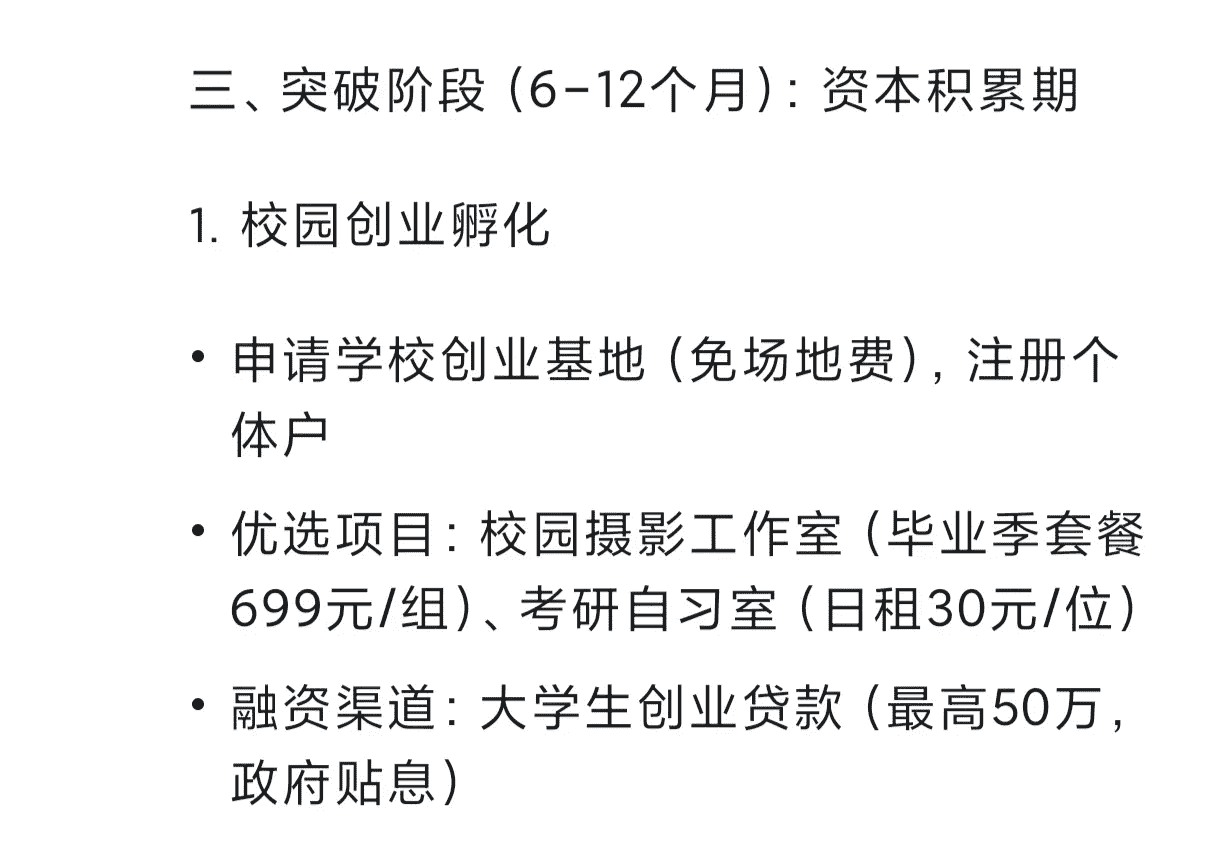 三、突破阶段（6-12个月）：资本积累期
1. 校园创业孵化
• 申请学校创业基地（免场地费），注册个
体户
• 优选项目：校园摄影工作室（毕业季套餐
699元/组）、考研自习室（日租30元/位）
• 融资渠道：大学生创业贷款（最高50万，
政府贴息）